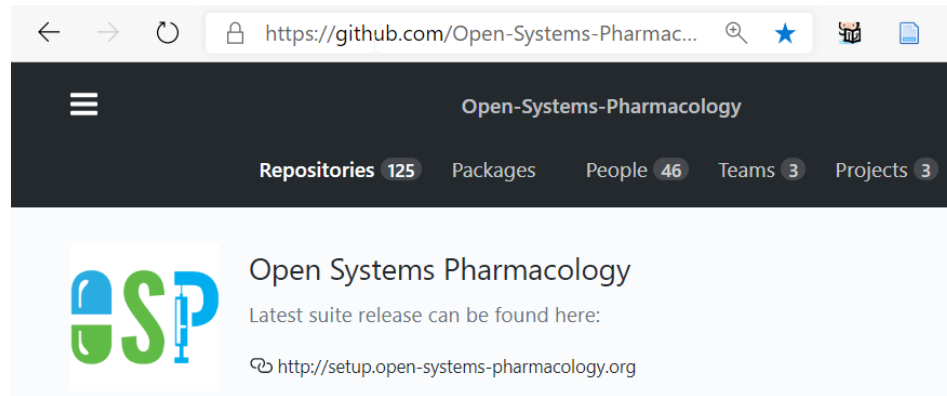 https://github.com/Open-Systems-Pharmac...
Open-Systems-Pharmacology
Repositories 125 Packages People 46 Teams 3 Projects 3
OSP
Open Systems Pharmacology
Latest suite release can be found here:
http://setup.open-systems-pharmacology.org